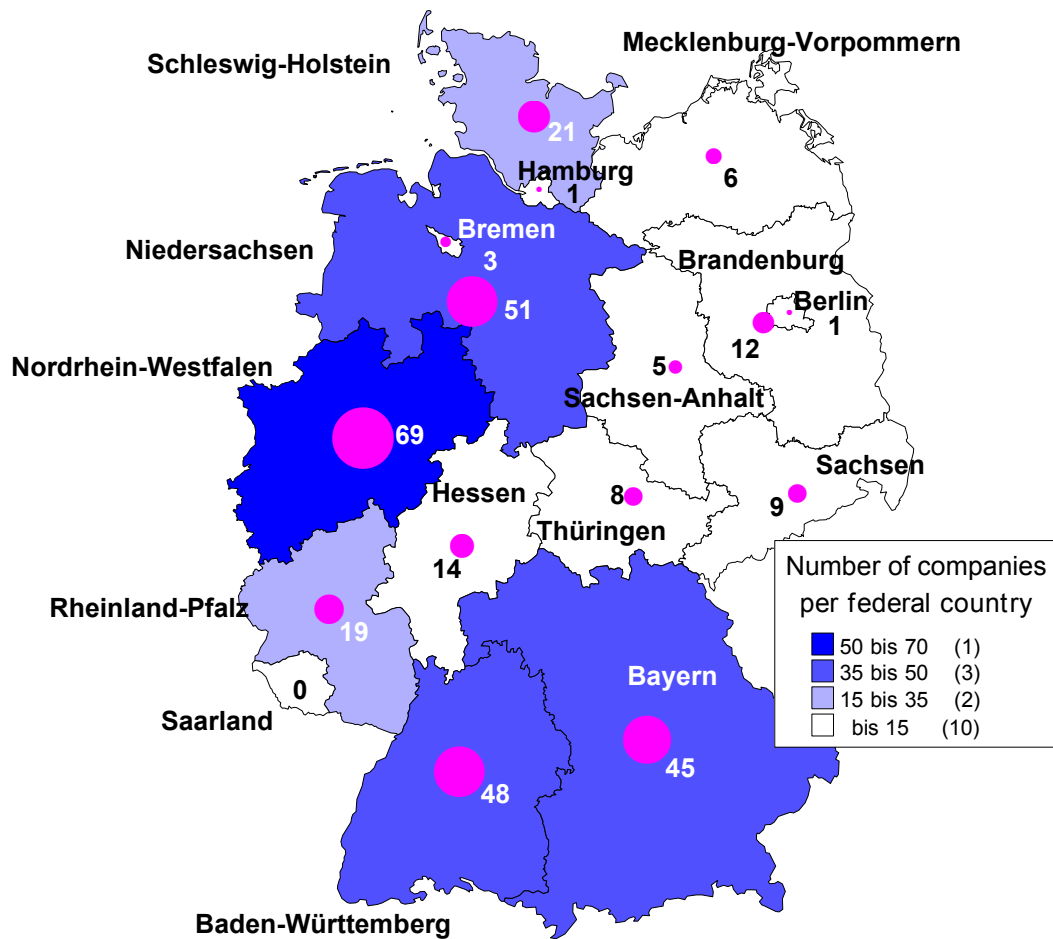 Mecklenburg-Vorpommern
Schleswig-Holstein
21
Hamburg
1
6
Bremen
3
Niedersachsen
51
Brandenburg
Berlin
1
12
Nordrhein-Westfalen
5
Sachsen-Anhalt
69
Sachsen
9
Hessen
14
8
Thüringen
Number of companies
per federal country
50 bis 70 (1)
35 bis 50 (3)
15 bis 35 (2)
bis 15 (10)
Rheinland-Pfalz
19
0
Saarland
Bayern
45
48
Baden-Württemberg